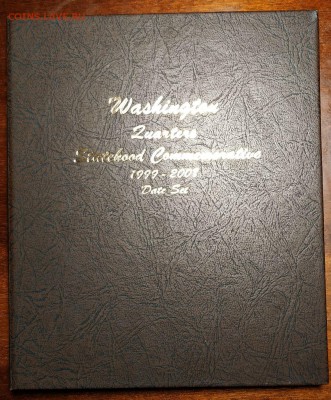 Washington
Quarters
Statehood Commemorative
1999-2008
Date Set